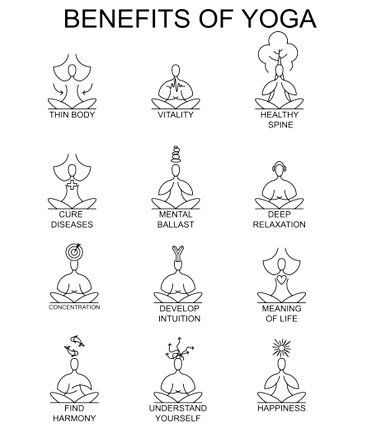 BENEFITS OF YOGA
THIN BODY
VITALITY
HEALTHY
SPINE
CURE
DISEASES
MENTAL
BALLAST
DEEP
RELAXATION
CONCENTRATION
DEVELOP
INTUITION
MEANING
OF LIFE
FIND
HARMONY
UNDERSTAND
YOURSELF
HAPPINESS